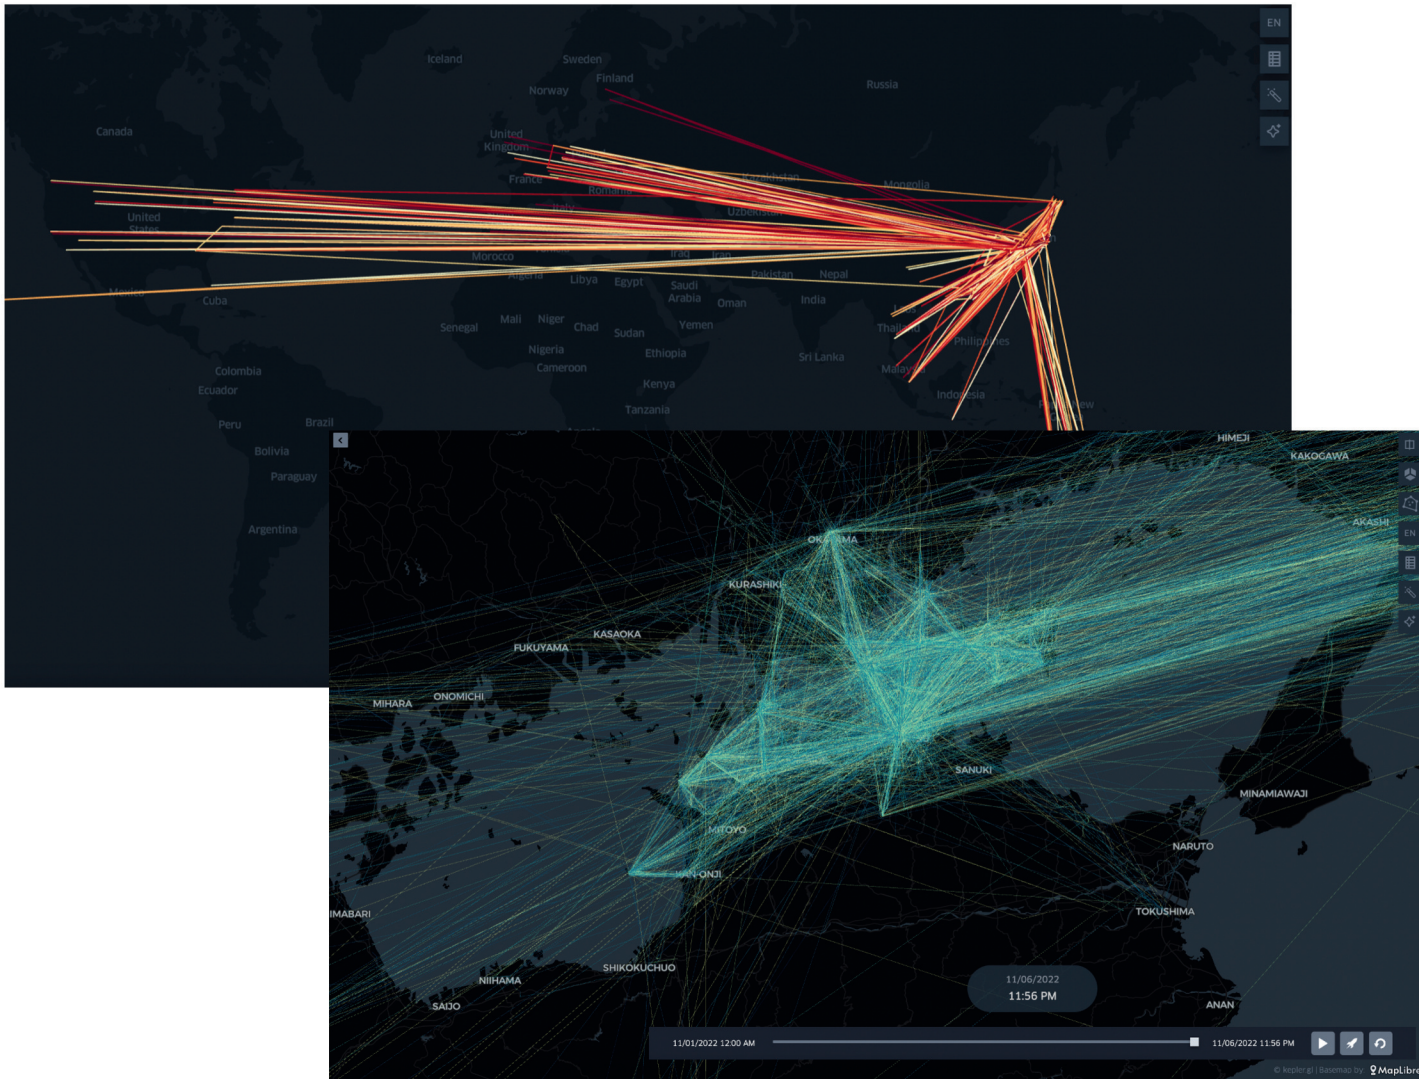 EN
Iceland
Sweden
Finland
Norway
Russia
Canada
United
Kingdom
France
Romania
Italy
Kazakhstan
Uzbekistan
Mongolia
United
States
Morocco
Algeria
Libya
Egypt
Iraq
Iran
Pakistan
Nepal
Saudi
Arabia
Oman
India
Mexico
Cuba
Senegal
Mali
Niger
Chad
Sudan
Yemen
Thailand
Philippines
Nigeria
Cameroon
Ethiopia
Sri Lanka
Colombia
Ecuador
Kenya
Tanzania
Malaysia
Indonesia
Peru
Brazil
Bolivia
Paraguay
Argentina
HIMEJI
KAKOGAWA
AKASHI
EN
OKAYAMA
KURASHIKI
KASAOKA
FUKUYAMA
ONOMICHI
MIHARA
SANUKI
MINAMIAWAJI
MITOYO
NARUTO
KAN-ONJI
IMABARI
TOKUSHIMA
SHIKOKUCHUO
NIIHAMA
SAIJO
ANAN
11/06/2022
11:56 PM
11/01/2022 12:00 AM
11/06/2022 11:56 PM
© kepler.gl | Basemap by: MapLibre